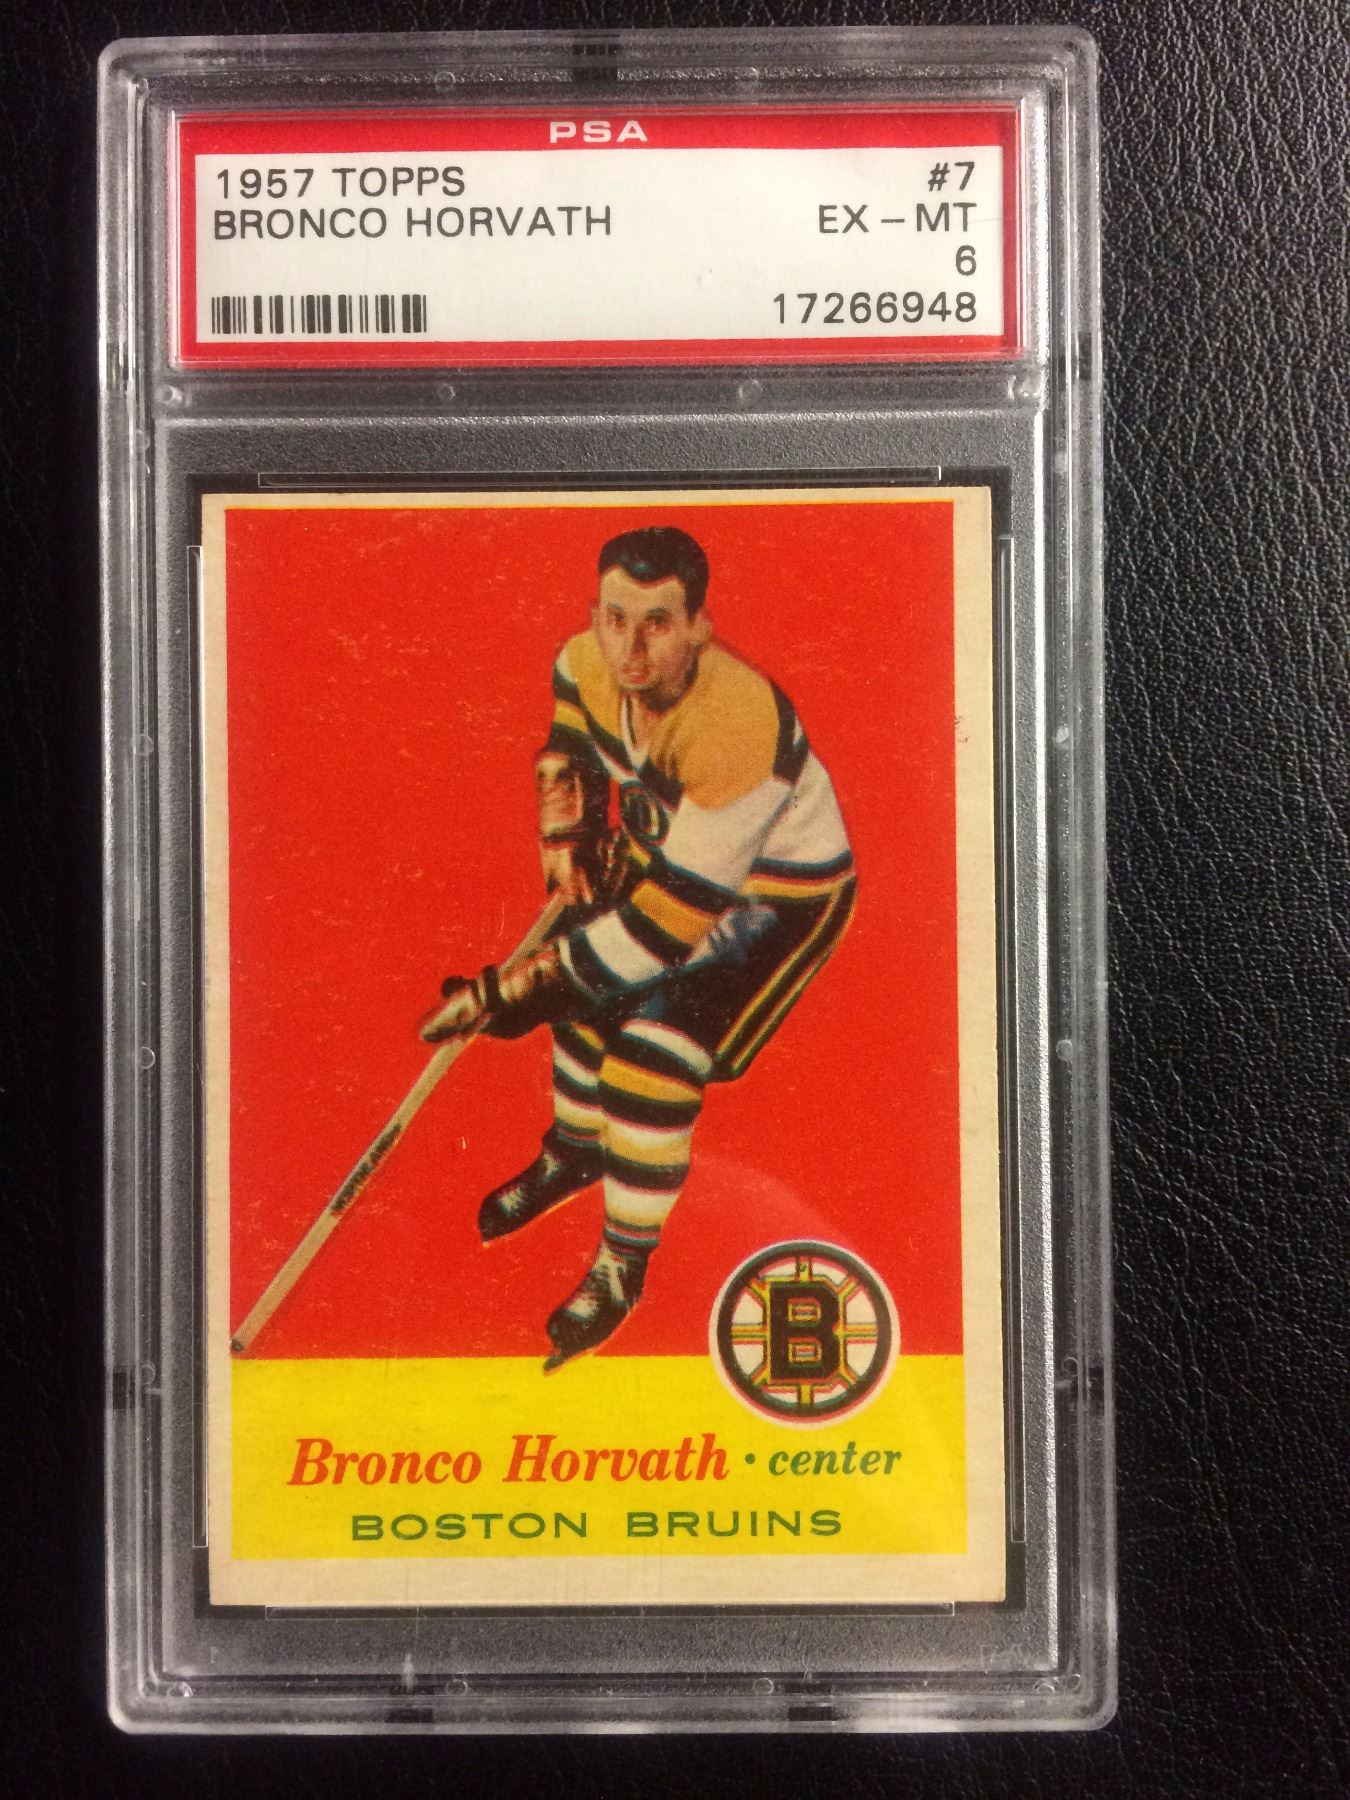 PSA
1957 TOPPS #7
BRONCO HORVATH EX - MT
6
17266948
B
Bronco Horvath • center
BOSTON BRUINS